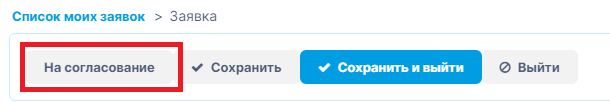 Список моих заявок > Заявка
На согласование Сохранить Сохранить и выйти Выйти